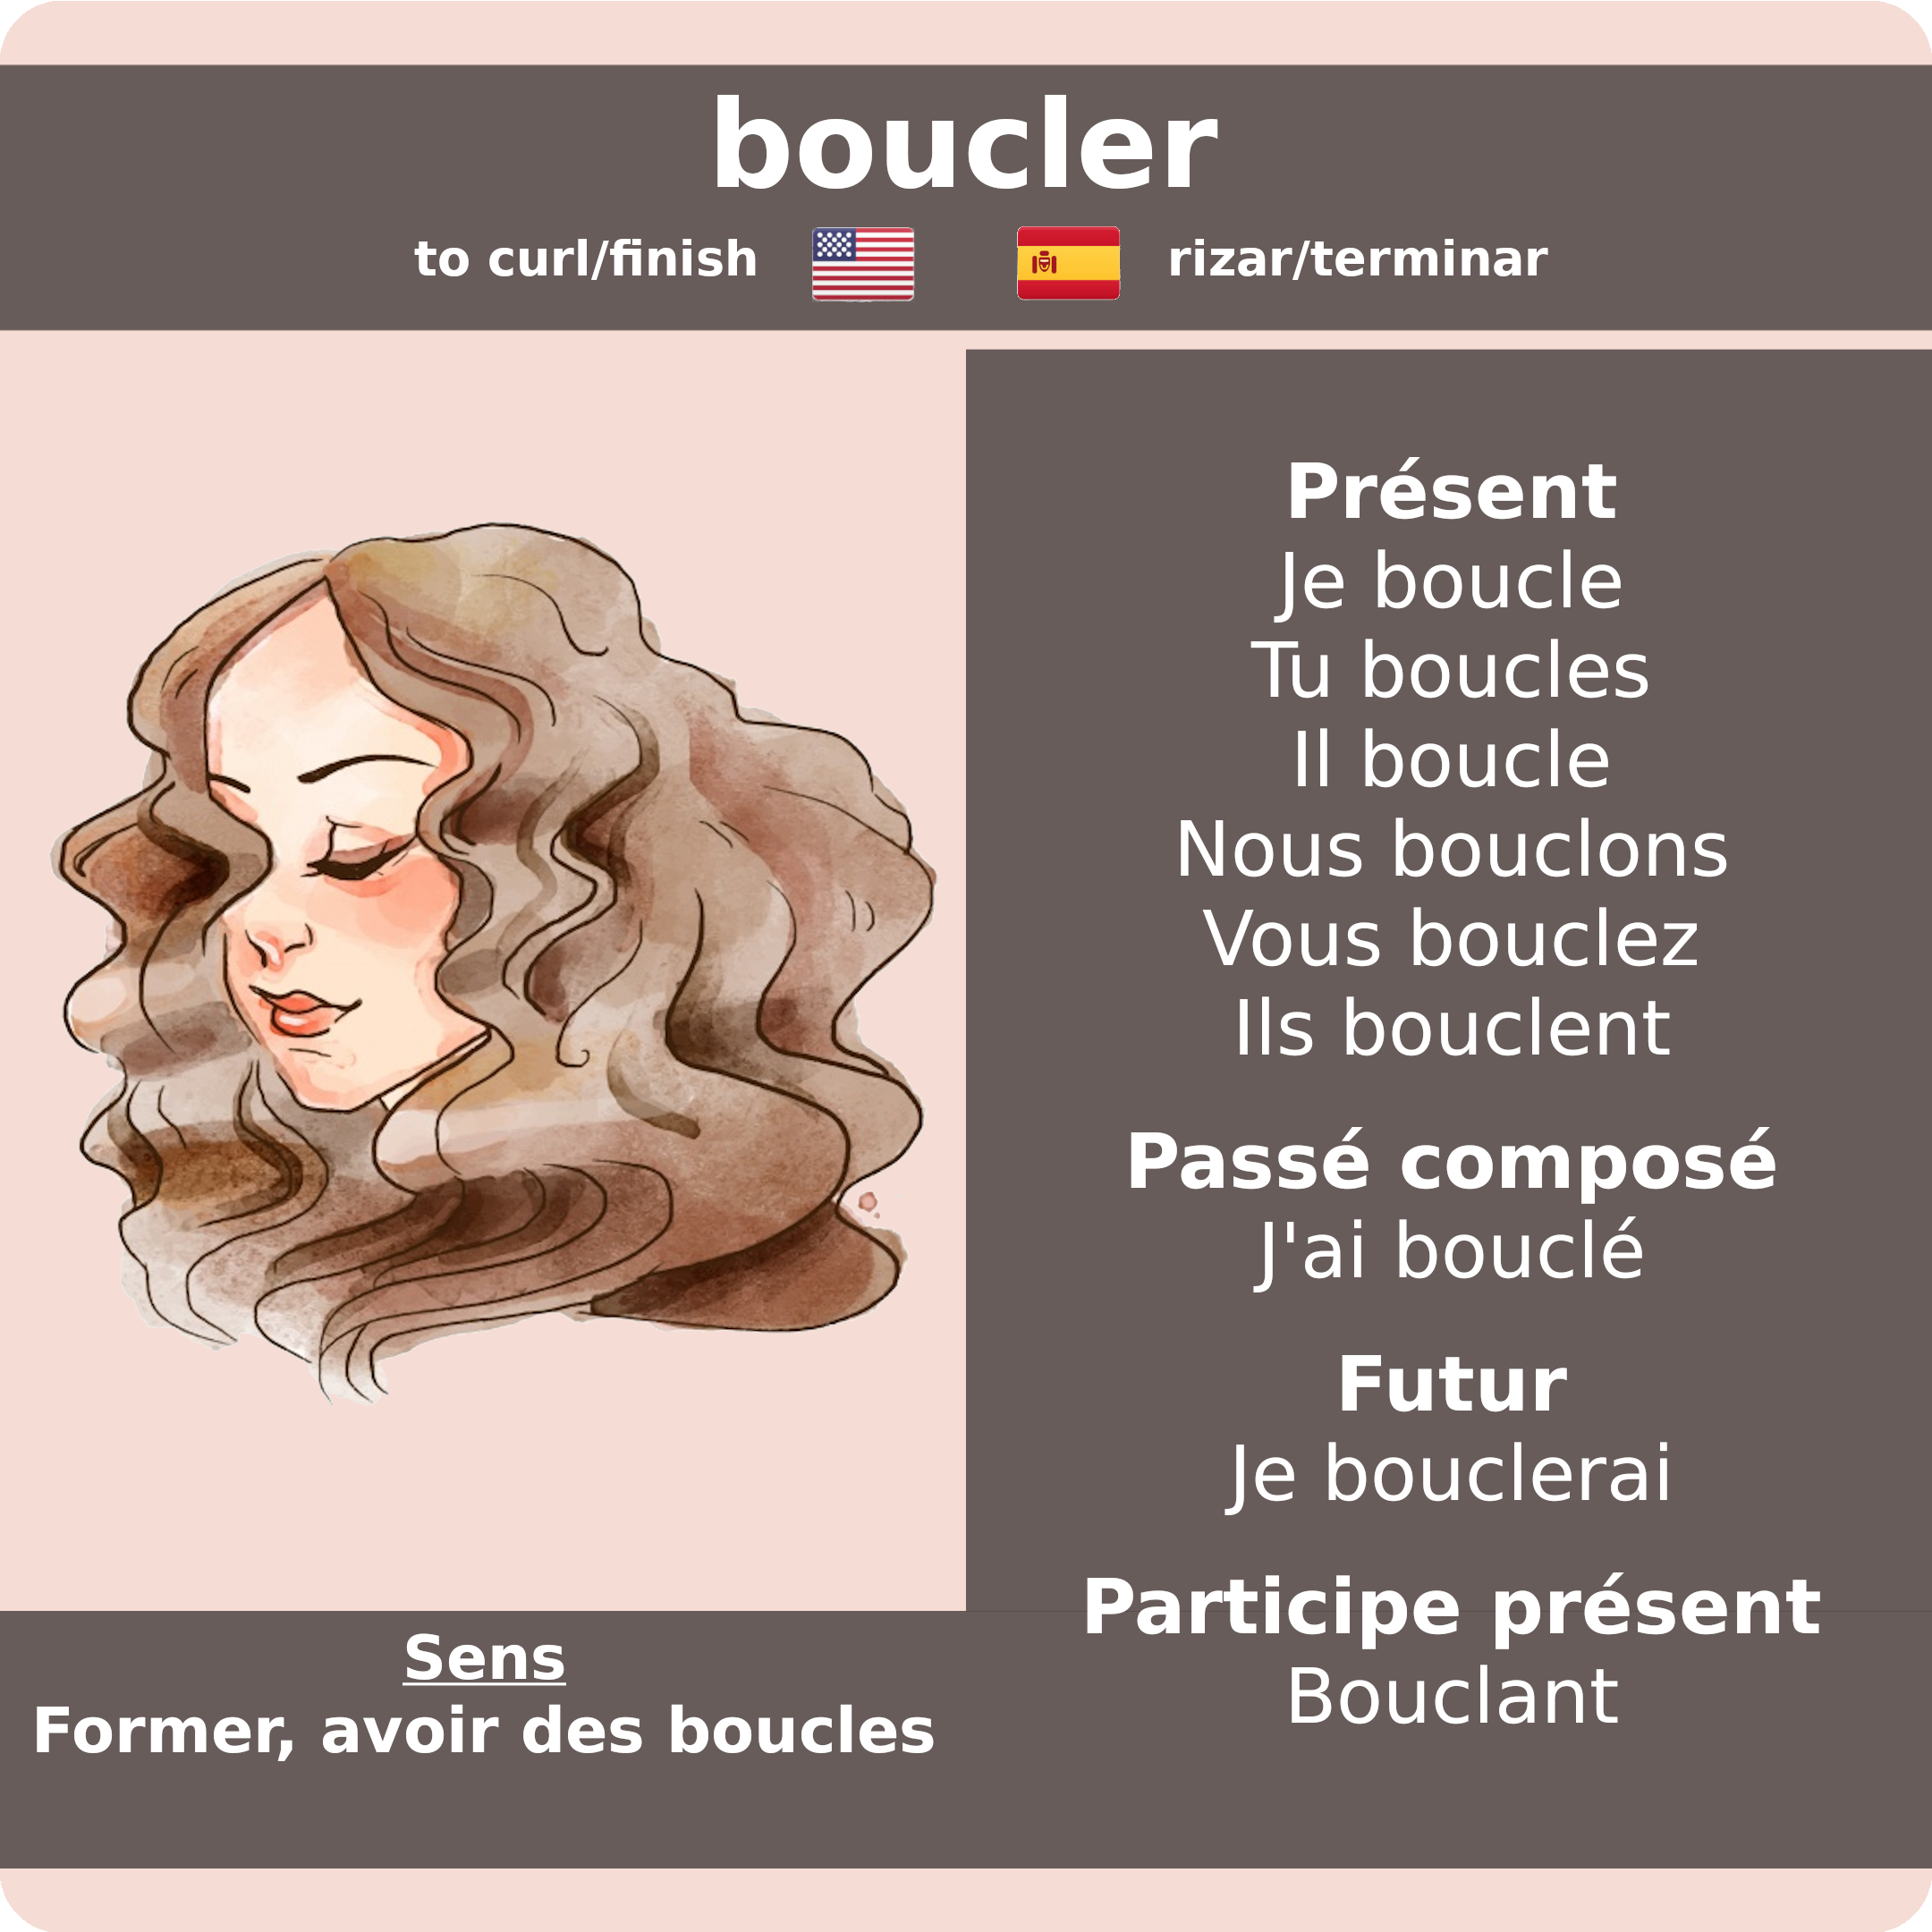 boucler
to curl/finish
rizar/terminar
Présent
Je boucle
Tu boucles
Il boucle
Nous bouclons
Vous bouclez
Ils bouclent
Passé composé
J'ai bouclé
Futur
Je bouclerai
Participe présent
Bouclant
Sens
Former, avoir des boucles